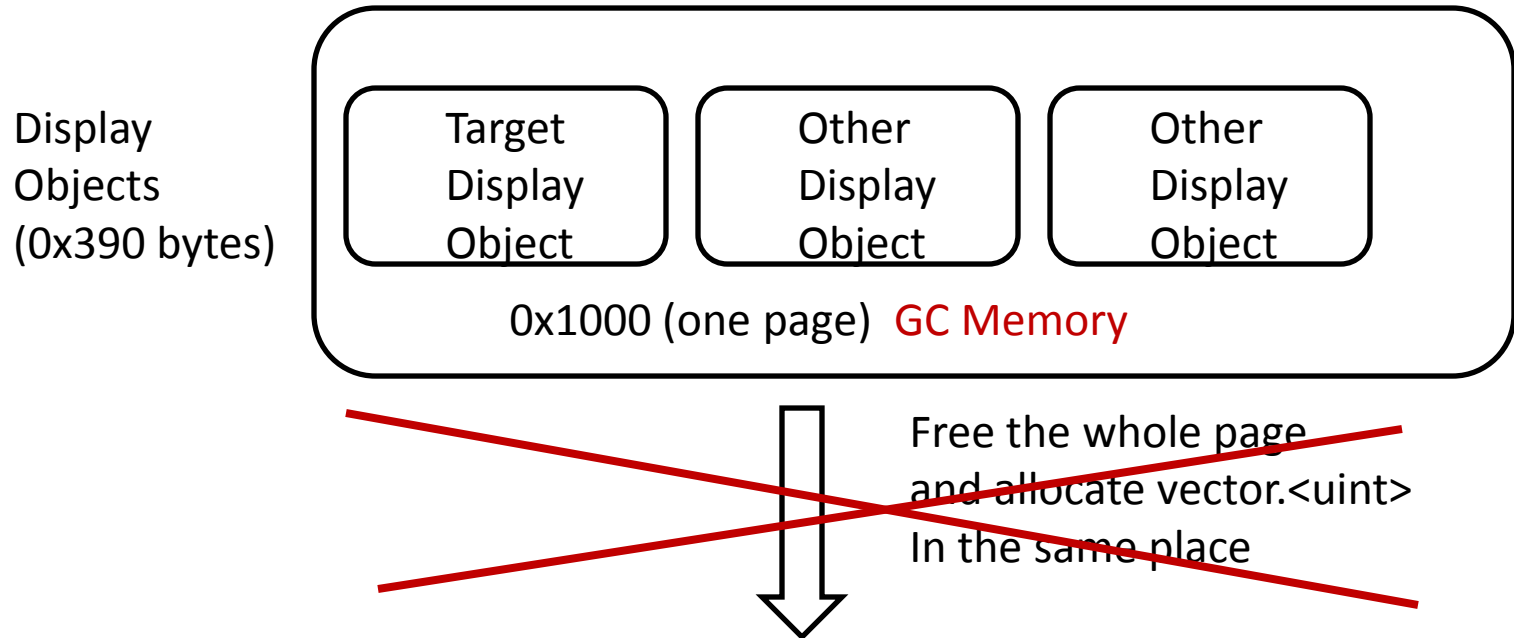 Display
Objects
(0x390 bytes)
Target
Display
Object
Other
Display
Object
Other
Display
Object
0x1000 (one page) GC Memory
Free the whole page
and allocate vector.<uint>
In the same place